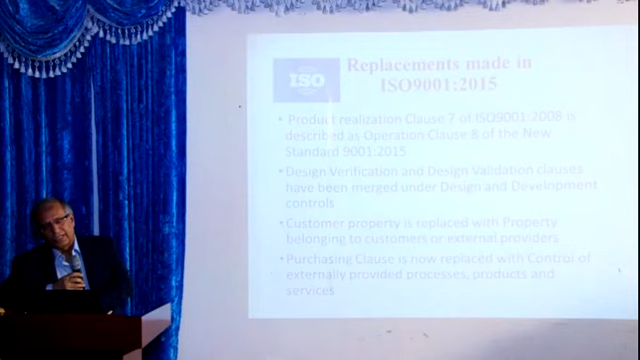 ISO
Replacements made in
ISO9001:2015
• Product realization Clause 7 of ISO9001-2008 is
described as Operation Clause 8 of the New
Standard 9001:2015
• Design Verification and Design Validation clauses
have been merged under Design and Development
controls
• Customer property is replaced with Property
belonging to customers or external providers
• Purchasing Clause is now replaced with Control of
externally provided processes, products and
services